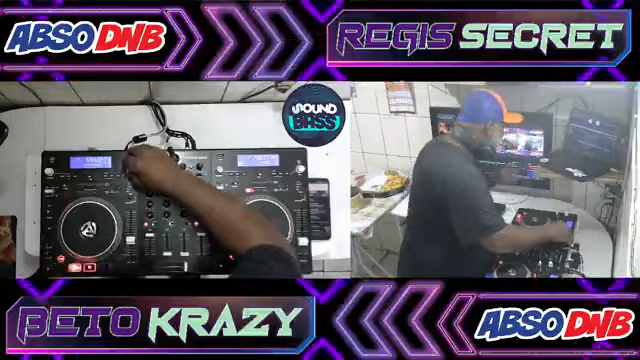 ABSO DNB
REGIS SECRET
SOUND
BASS
BETO KRAZY
ABSO DNB